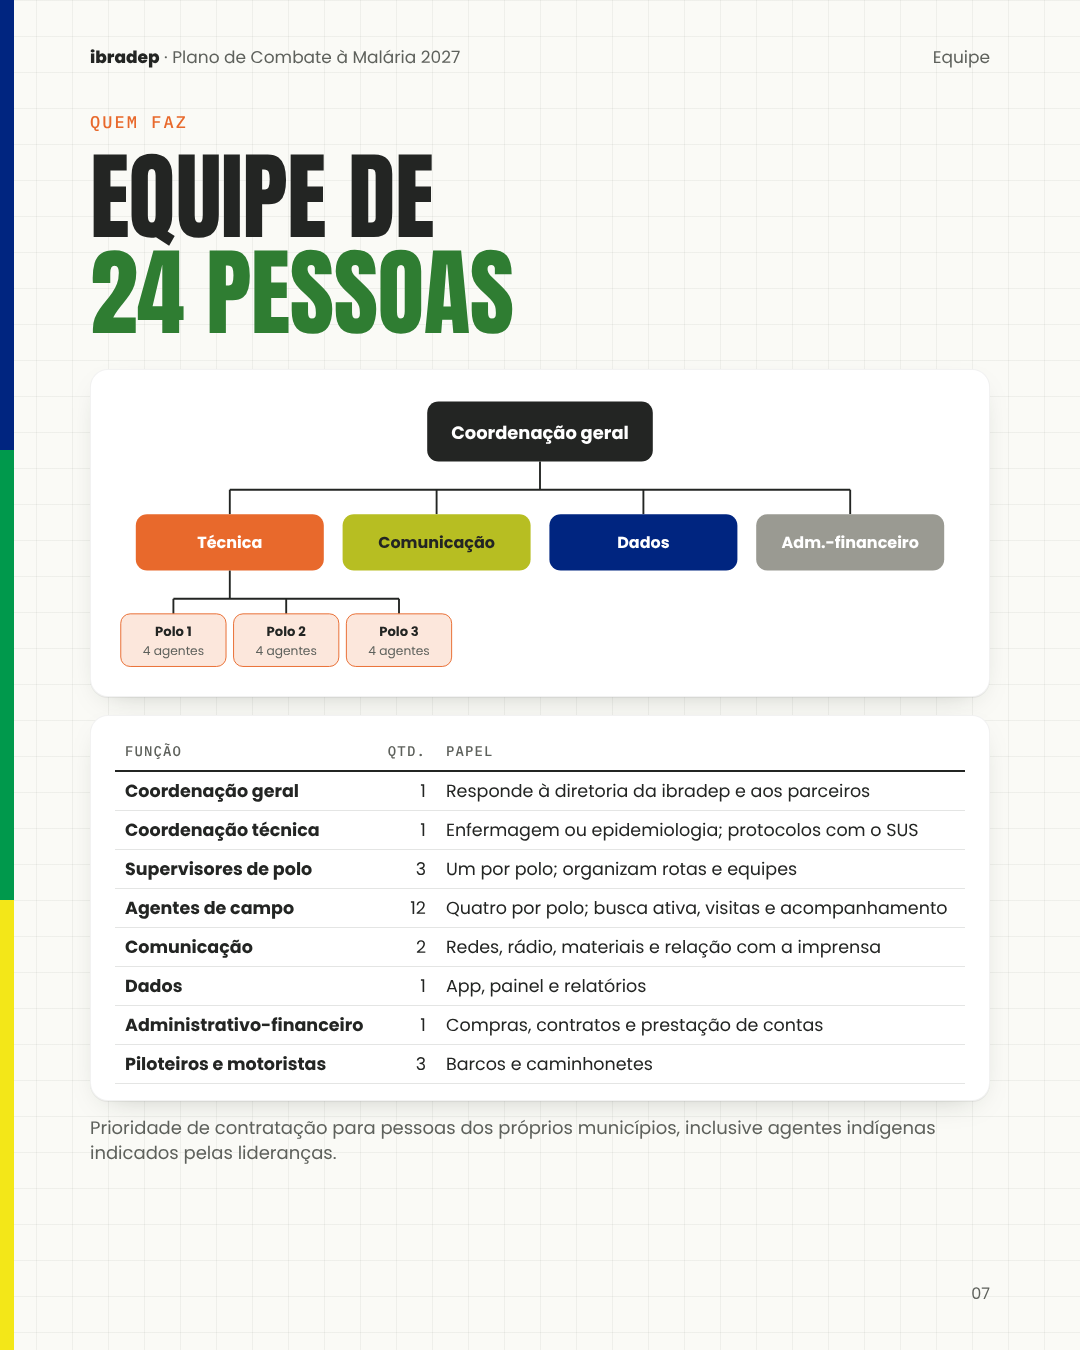 ibradep · Plano de Combate à Malária 2027
Equipe
QUEM FAZ
EQUIPE DE
24 PESSOAS
Coordenação geral
Técnica
Comunicação
Dados
Adm.-financeiro
Polo 1
4 agentes
Polo 2
4 agentes
Polo 3
4 agentes
FUNÇÃO QTD. PAPEL
Coordenação geral 1 Responde à diretoria da ibradep e aos parceiros
Coordenação técnica 1 Enfermagem ou epidemiologia; protocolos com o SUS
Supervisores de polo 3 Um por polo; organizam rotas e equipes
Agentes de campo 12 Quatro por polo; busca ativa, visitas e acompanhamento
Comunicação 2 Redes, rádio, materiais e relação com a imprensa
Dados 1 App, painel e relatórios
Administrativo-financeiro 1 Compras, contratos e prestação de contas
Piloteiros e motoristas 3 Barcos e caminhonetes
Prioridade de contratação para pessoas dos próprios municípios, inclusive agentes indígenas
indicados pelas lideranças.
07